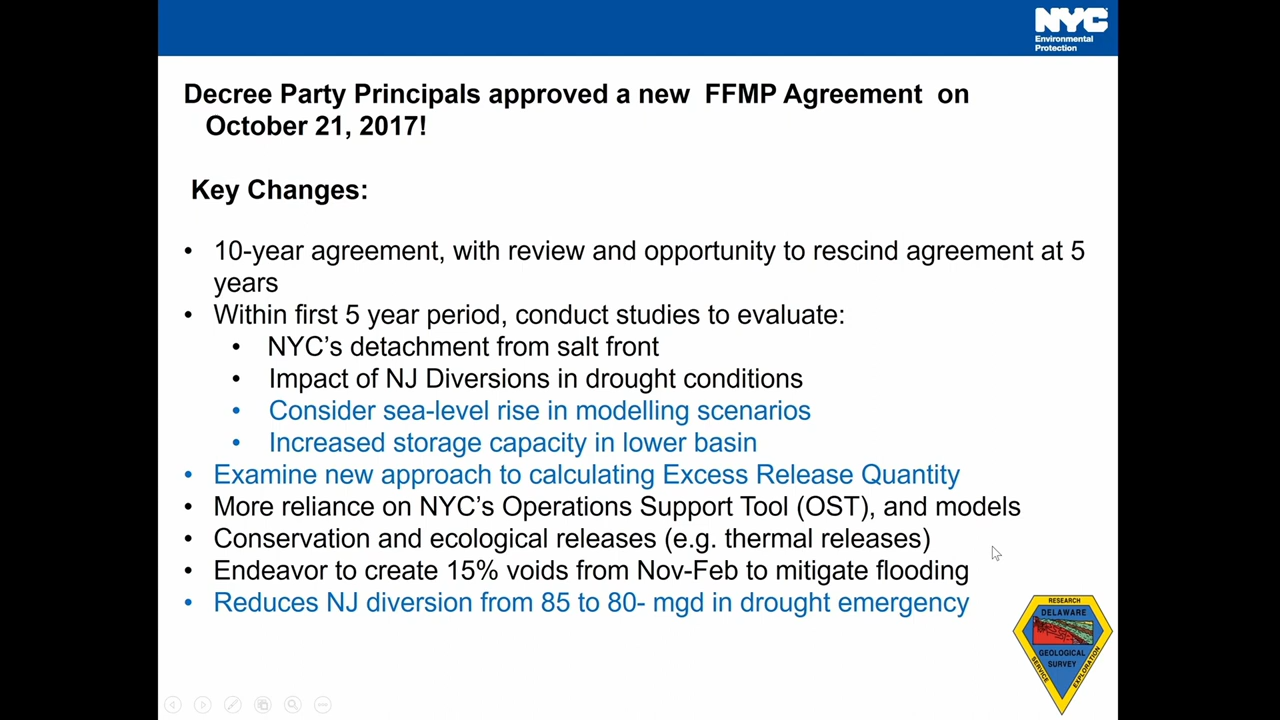 NYC
Environmental
Protection
Decree Party Principals approved a new FFMP Agreement on
October 21, 2017!
Key Changes:
• 10-year agreement, with review and opportunity to rescind agreement at 5
years
• Within first 5 year period, conduct studies to evaluate:
• NYC’s detachment from salt front
• Impact of NJ Diversions in drought conditions
• Consider sea-level rise in modelling scenarios
• Increased storage capacity in lower basin
• Examine new approach to calculating Excess Release Quantity
• More reliance on NYC’s Operations Support Tool (OST), and models
• Conservation and ecological releases (e.g. thermal releases)
• Endeavor to create 15% voids from Nov-Feb to mitigate flooding
• Reduces NJ diversion from 85 to 80- mgd in drought emergency
RESEARCH
DELAWARE
GEOLOGICAL
SURVEY
SERVICE
EXPLORATION